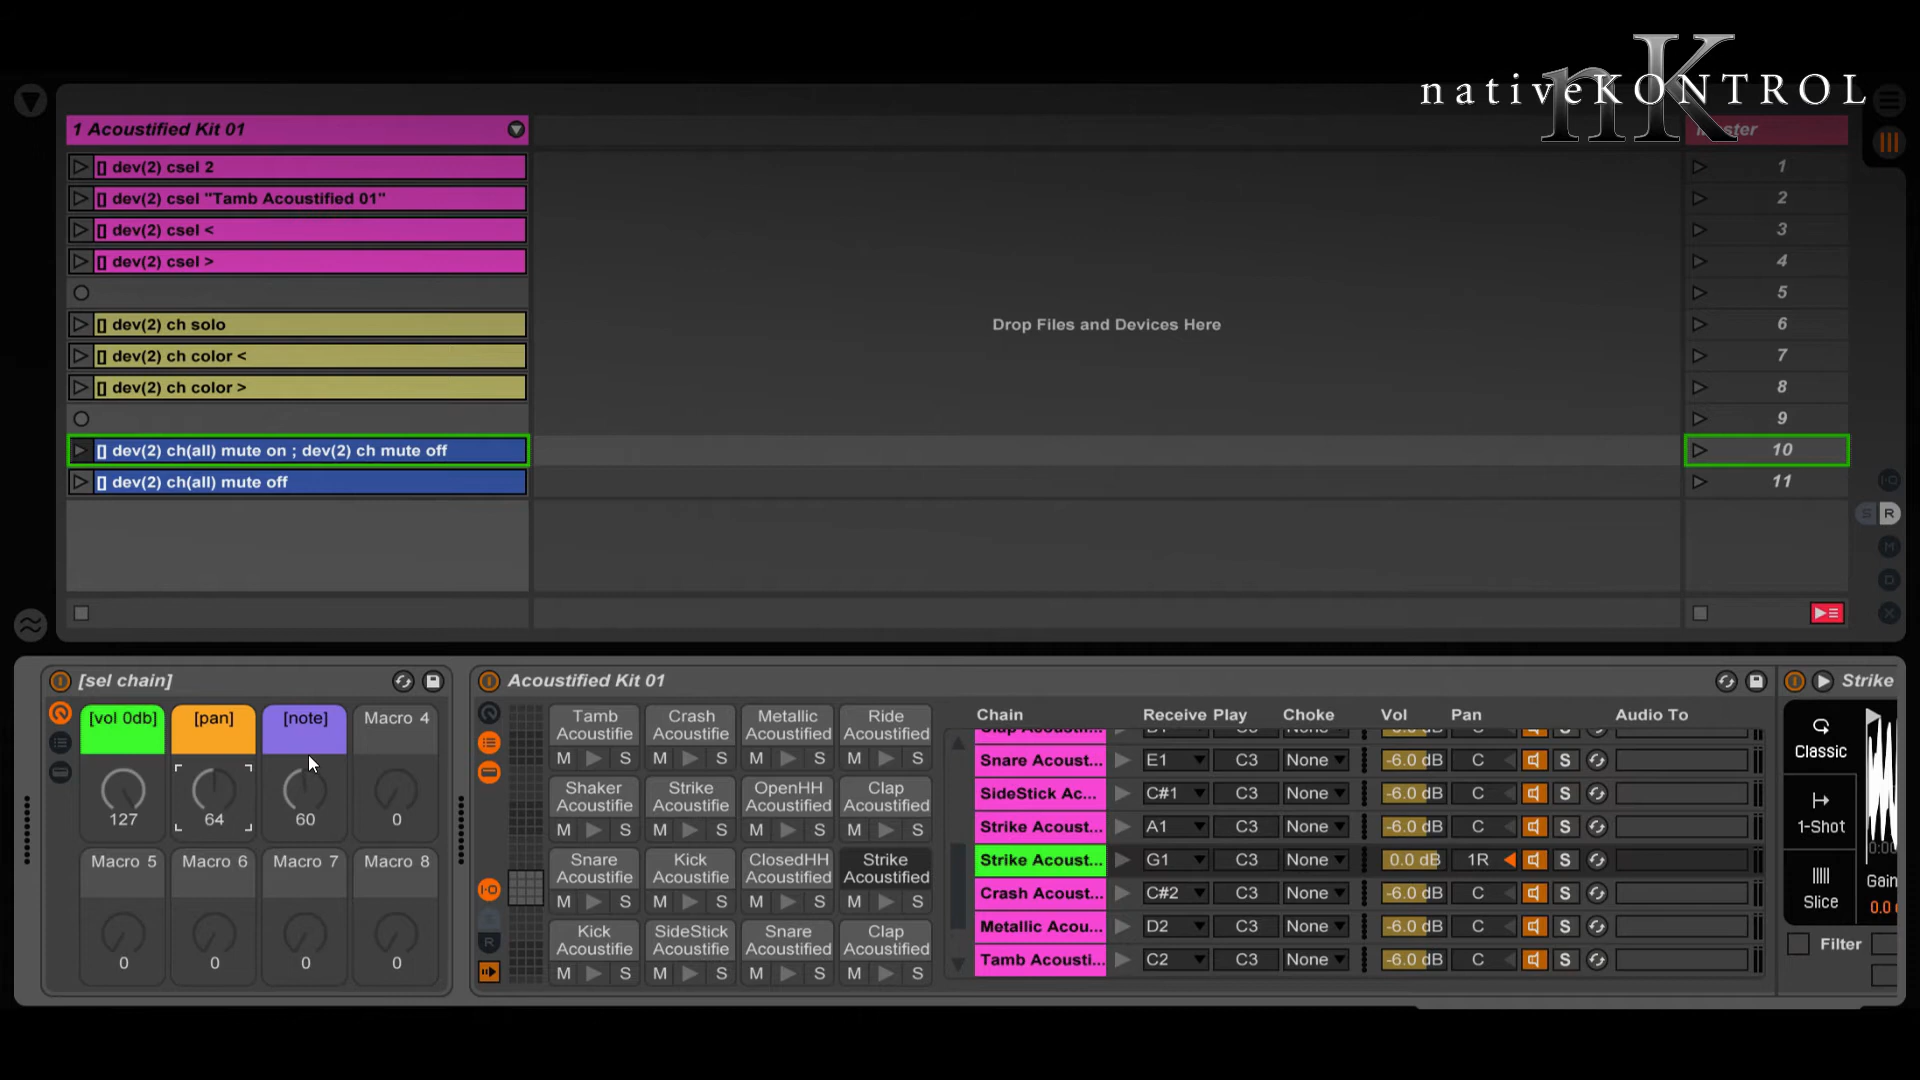 nK
nativeKONTROL
1 Acoustified Kit 01
Master
[] dev(2) csel 2
1
[] dev(2) csel "Tamb Acoustified 01"
2
[] dev(2) csel <
3
[] dev(2) csel >
4
5
[] dev(2) ch solo
Drop Files and Devices Here
6
[] dev(2) ch color <
7
[] dev(2) ch color >
8
9
[] dev(2) ch(all) mute on ; dev(2) ch mute off
10
[] dev(2) ch(all) mute off
11
I·O
S R
M
D
X
[sel chain]
[vol 0db] [pan] [note] Macro 4
127 64 60 0
Macro 5 Macro 6 Macro 7 Macro 8
0 0 0 0
Acoustified Kit 01
I·O
R
Tamb Acoustifie
Crash Acoustifie
Metallic Acoustified
Ride Acoustified
M S M S M S M S
Shaker Acoustifie
Strike Acoustifie
OpenHH Acoustified
Clap Acoustified
M S M S M S M S
Snare Acoustifie
Kick Acoustifie
ClosedHH Acoustified
Strike Acoustified
M S M S M S M S
Kick Acoustifie
SideStick Acoustifie
Snare Acoustified
Clap Acoustified
M S M S M S M S
Chain Receive Play Choke Vol Pan Audio To
Snare Acoust... E1 C3 None -6.0 dB C S
SideStick Ac... C#1 C3 None -6.0 dB C S
Strike Acoust... A1 C3 None -6.0 dB C S
Strike Acoust... G1 C3 None 0.0 dB 1R S
Crash Acoust... C#2 C3 None -6.0 dB C S
Metallic Acou... D2 C3 None -6.0 dB C S
Tamb Acousti... C2 C3 None -6.0 dB C S
Strike
Classic
1-Shot
0:00
Slice
Gain
0.0
Filter